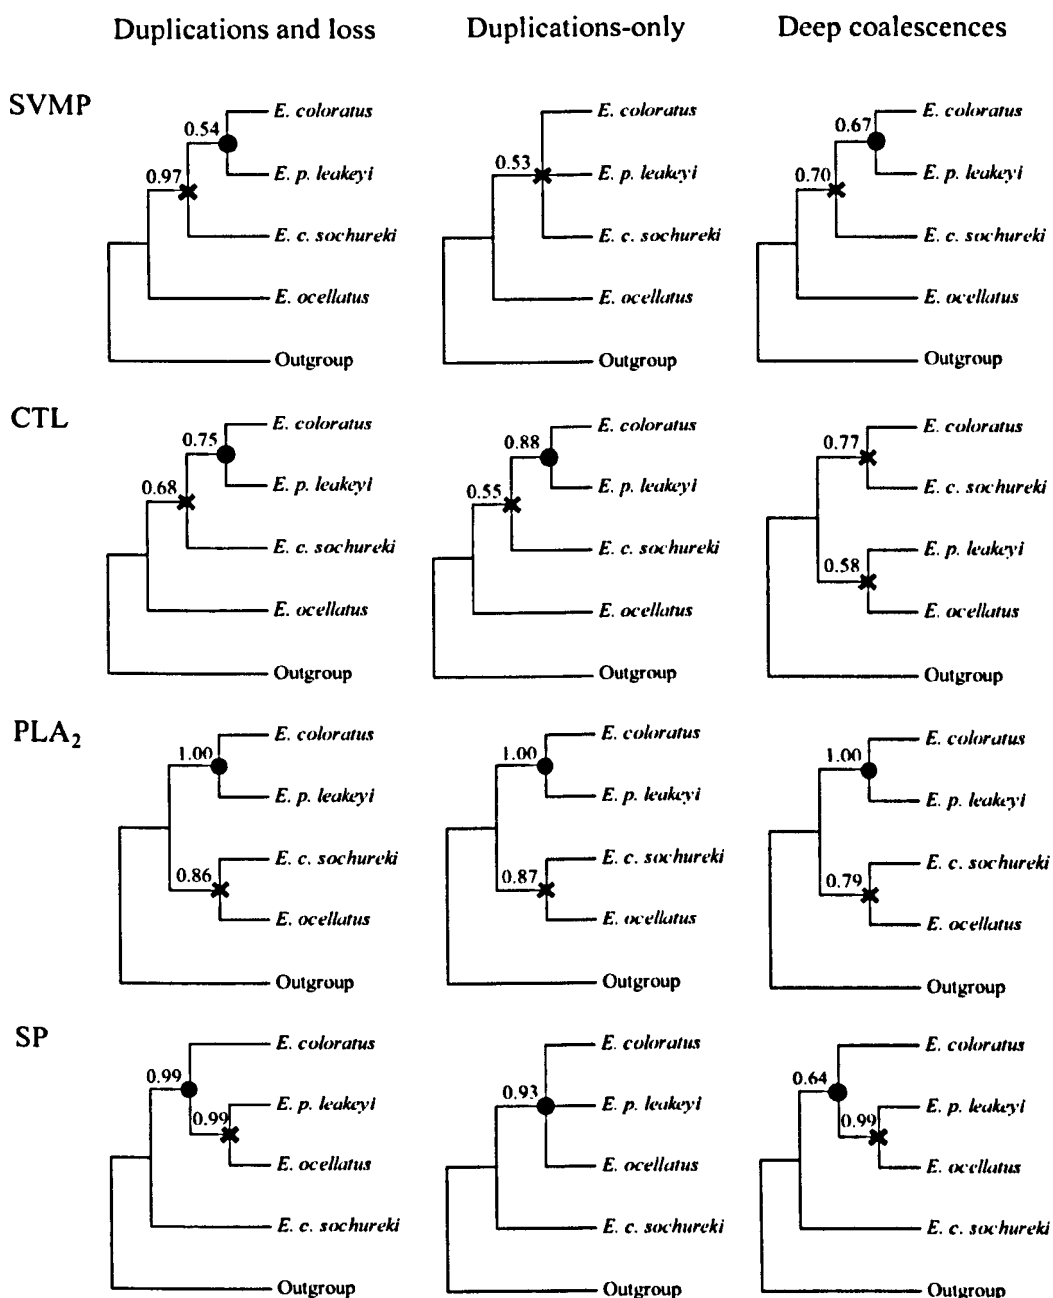 Duplications and loss
Duplications-only
Deep coalescences
SVMP
E. coloratus
0.54
E. p. leakeyi
0.97
E. c. sochureki
E. ocellatus
Outgroup
E. coloratus
0.53
E. p. leakeyi
E. c. sochureki
E. ocellatus
Outgroup
E. coloratus
0.67
E. p. leakeyi
0.70
E. c. sochureki
E. ocellatus
Outgroup
CTL
E. coloratus
0.75
E. p. leakeyi
0.68
E. c. sochureki
E. ocellatus
Outgroup
E. coloratus
0.88
E. p. leakeyi
0.55
E. c. sochureki
E. ocellatus
Outgroup
E. coloratus
0.77
E. c. sochureki
E. p. leakeyi
0.58
E. ocellatus
Outgroup
PLA2
E. coloratus
1.00
E. p. leakeyi
E. c. sochureki
0.86
E. ocellatus
Outgroup
E. coloratus
1.00
E. p. leakeyi
E. c. sochureki
0.87
E. ocellatus
Outgroup
E. coloratus
1.00
E. p. leakeyi
E. c. sochureki
0.79
E. ocellatus
Outgroup
SP
E. coloratus
0.99
E. p. leakeyi
0.99
E. ocellatus
E. c. sochureki
Outgroup
E. coloratus
0.93
E. p. leakeyi
E. ocellatus
E. c. sochureki
Outgroup
E. coloratus
0.64
E. p. leakeyi
0.99
E. ocellatus
E. c. sochureki
Outgroup